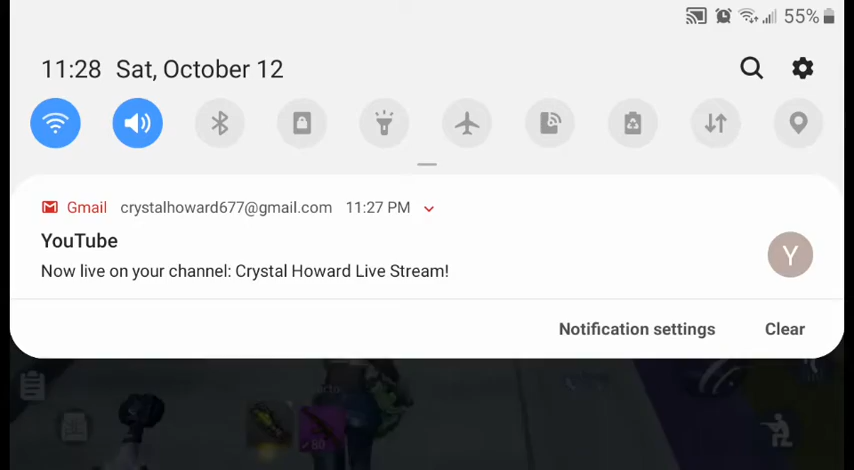 55%
11:28 Sat, October 12
Gmail crystalhoward677@gmail.com 11:27 PM
YouTube
Y
Now live on your channel: Crystal Howard Live Stream!
Notification settings Clear
80